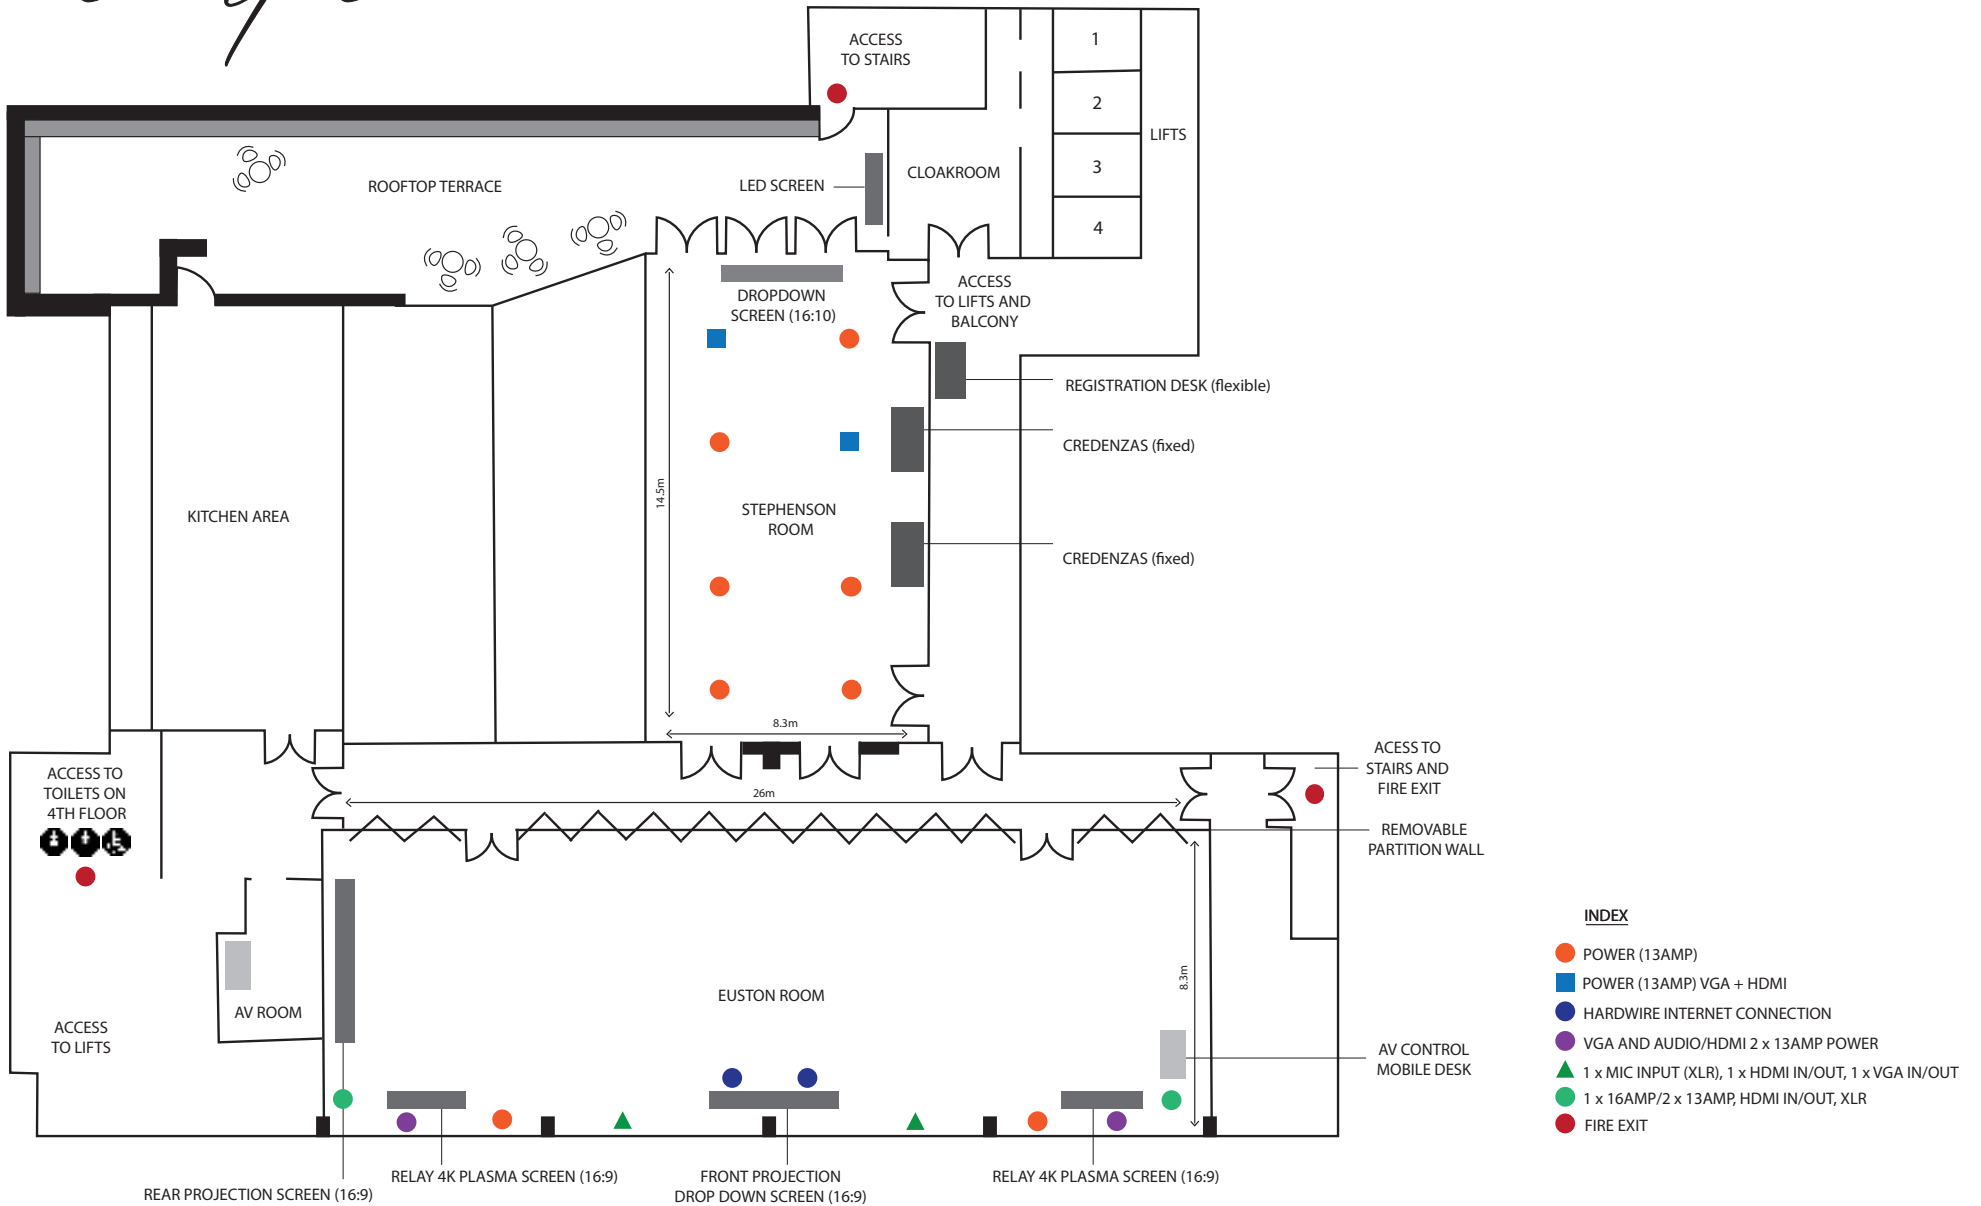 ACCESS
TO STAIRS
1
2
3
4
LIFTS
CLOAKROOM
LED SCREEN
ROOFTOP TERRACE
DROPDOWN
SCREEN (16:10)
ACCESS
TO LIFTS AND
BALCONY
REGISTRATION DESK (flexible)
CREDENZAS (fixed)
14.5m
STEPHENSON
ROOM
KITCHEN AREA
CREDENZAS (fixed)
8.3m
ACCESS TO
TOILETS ON
4TH FLOOR
26m
ACESS TO
STAIRS AND
FIRE EXIT
REMOVABLE
PARTITION WALL
8.3m
EUSTON ROOM
AV ROOM
ACCESS
TO LIFTS
AV CONTROL
MOBILE DESK
REAR PROJECTION SCREEN (16:9)
RELAY 4K PLASMA SCREEN (16:9)
FRONT PROJECTION
DROP DOWN SCREEN (16:9)
RELAY 4K PLASMA SCREEN (16:9)
INDEX
POWER (13AMP)
POWER (13AMP) VGA + HDMI
HARDWIRE INTERNET CONNECTION
VGA AND AUDIO/HDMI 2 x 13AMP POWER
1 x MIC INPUT (XLR), 1 x HDMI IN/OUT, 1 x VGA IN/OUT
1 x 16AMP/2 x 13AMP, HDMI IN/OUT, XLR
FIRE EXIT